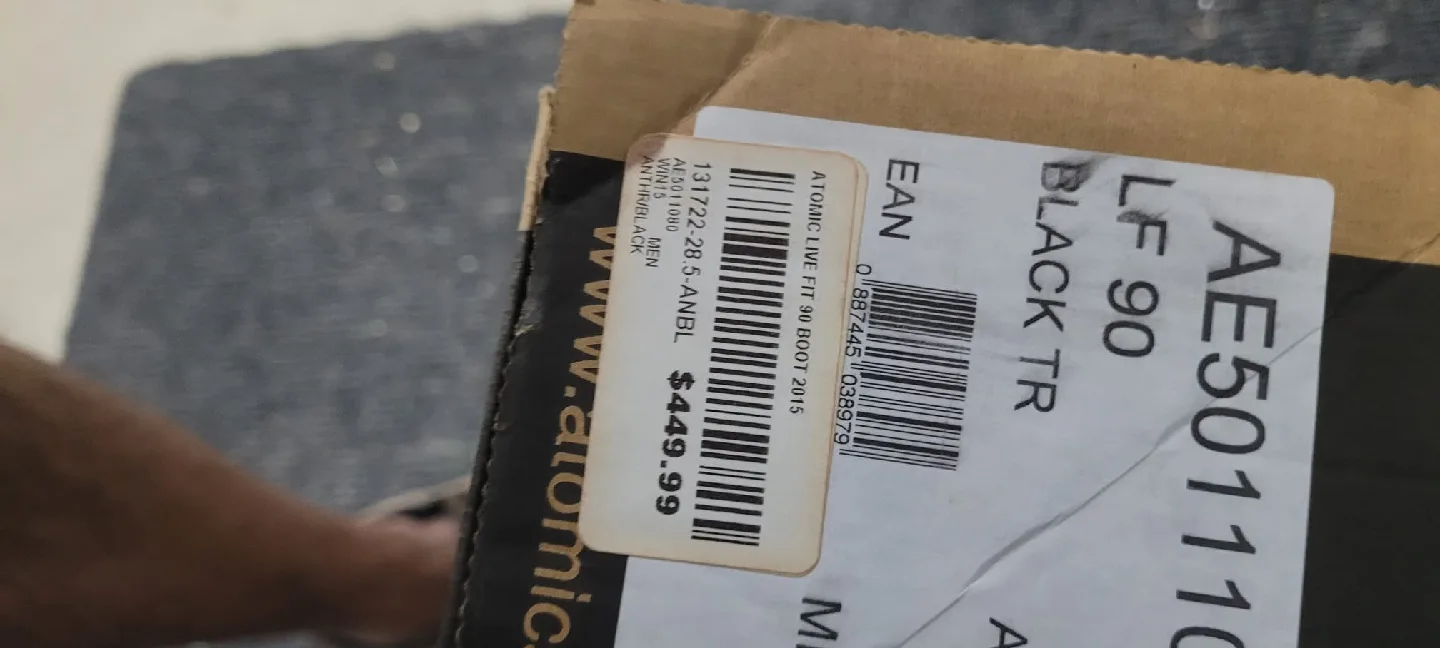 AE501110
LF 90
BLACK TR
EAN
0 887445 038979
ATOMIC LIVE FIT 90 BOOT 2015
131722-28.5-ANBL $449.99
AE5011080
WIN15 MEN
ANTHR/BLACK
www.atomic.